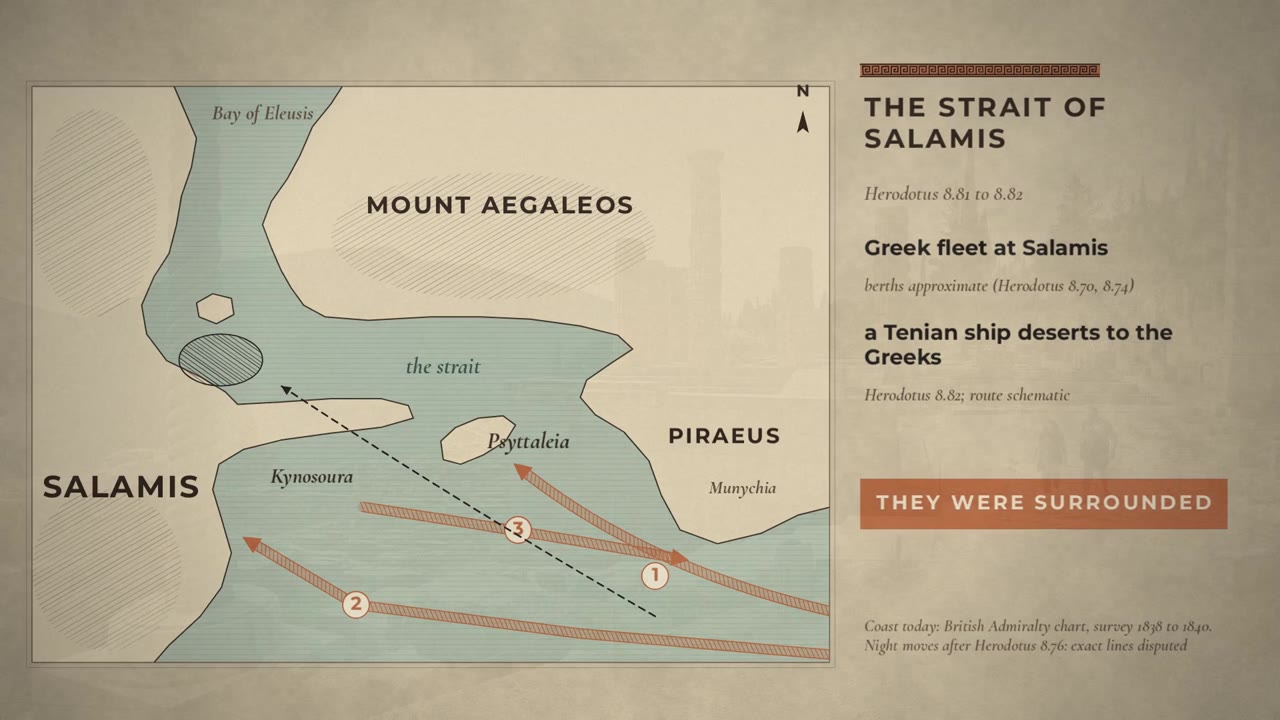 Bay of Eleusis
N
MOUNT AEGALEOS
the strait
Psyttaleia
PIRAEUS
Kynosoura
SALAMIS
Munychia
3
1
2
THE STRAIT OF
SALAMIS
Herodotus 8.81 to 8.82
Greek fleet at Salamis
berths approximate (Herodotus 8.70, 8.74)
a Tenian ship deserts to the
Greeks
Herodotus 8.82; route schematic
THEY WERE SURROUNDED
Coast today: British Admiralty chart, survey 1838 to 1840.
Night moves after Herodotus 8.76: exact lines disputed